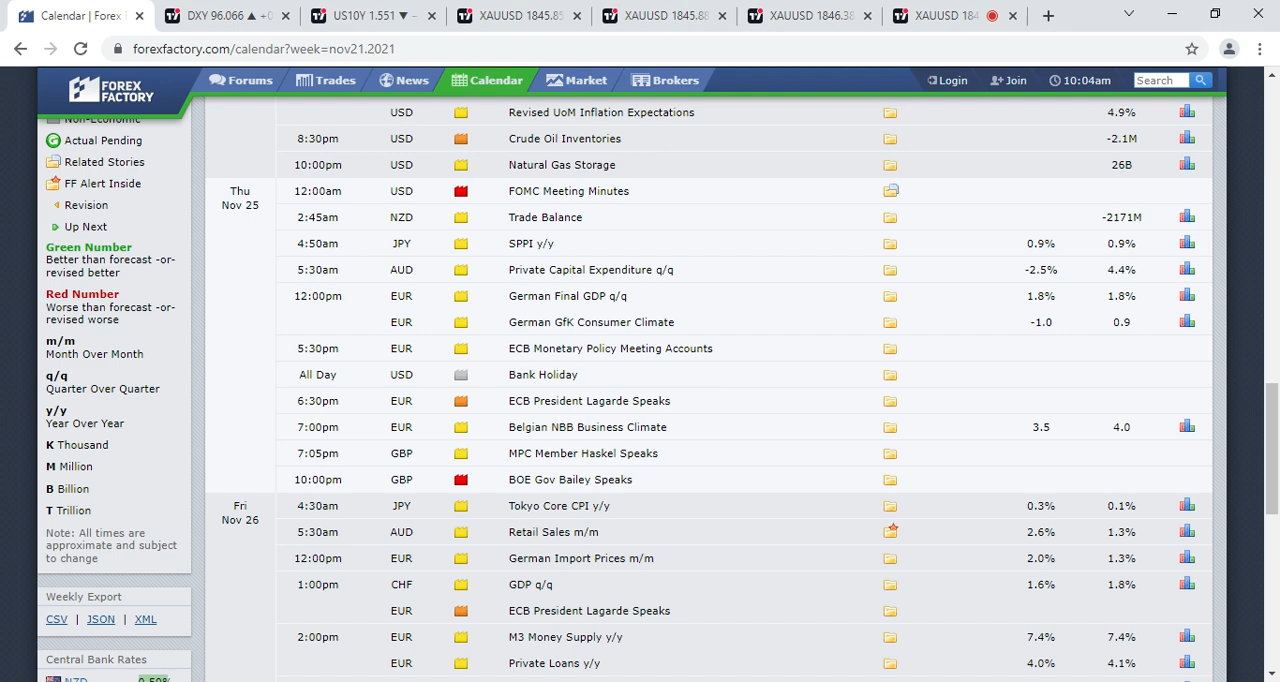 Calendar | Forex
DXY 96.066 ▲ +0
US10Y 1.551 ▼ −
XAUUSD 1845.85
XAUUSD 1845.88
XAUUSD 1846.38
XAUUSD 184
forexfactory.com/calendar?week=nov21.2021
FOREX FACTORY
Forums
Trades
News
Calendar
Market
Brokers
Login
Join
10:04am
Search
Non-Economic
Actual Pending
Related Stories
FF Alert Inside
Revision
Up Next
Green Number
Better than forecast -or-
revised better
Red Number
Worse than forecast -or-
revised worse
m/m
Month Over Month
q/q
Quarter Over Quarter
y/y
Year Over Year
K Thousand
M Million
B Billion
T Trillion
Note: All times are
approximate and subject
to change
Weekly Export
CSV | JSON | XML
Central Bank Rates
NZD 0.50%
USD Revised UoM Inflation Expectations 4.9%
8:30pm USD Crude Oil Inventories -2.1M
10:00pm USD Natural Gas Storage 26B
Thu
Nov 25
12:00am USD FOMC Meeting Minutes
2:45am NZD Trade Balance -2171M
4:50am JPY SPPI y/y 0.9% 0.9%
5:30am AUD Private Capital Expenditure q/q -2.5% 4.4%
12:00pm EUR German Final GDP q/q 1.8% 1.8%
EUR German GfK Consumer Climate -1.0 0.9
5:30pm EUR ECB Monetary Policy Meeting Accounts
All Day USD Bank Holiday
6:30pm EUR ECB President Lagarde Speaks
7:00pm EUR Belgian NBB Business Climate 3.5 4.0
7:05pm GBP MPC Member Haskel Speaks
10:00pm GBP BOE Gov Bailey Speaks
Fri
Nov 26
4:30am JPY Tokyo Core CPI y/y 0.3% 0.1%
5:30am AUD Retail Sales m/m 2.6% 1.3%
12:00pm EUR German Import Prices m/m 2.0% 1.3%
1:00pm CHF GDP q/q 1.6% 1.8%
EUR ECB President Lagarde Speaks
2:00pm EUR M3 Money Supply y/y 7.4% 7.4%
EUR Private Loans y/y 4.0% 4.1%